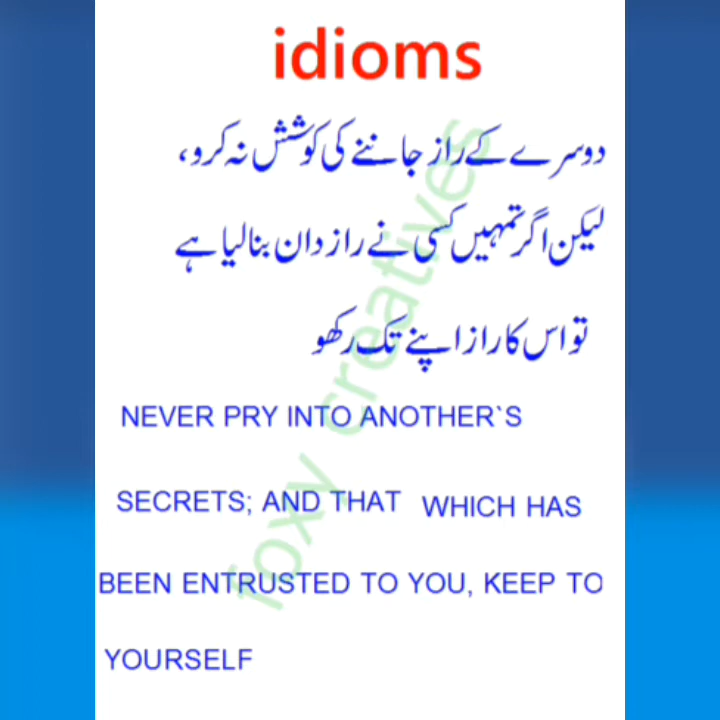 idioms
دوسرے کے راز جاننے کی کوشش نہ کرو،
لیکن اگر تمہیں کسی نے راز دان بنالیا ہے
تو اس کا راز اپنے تک رکھو
NEVER PRY INTO ANOTHER`S
SECRETS; AND THAT WHICH HAS
BEEN ENTRUSTED TO YOU, KEEP TO
YOURSELF
foxy creatives